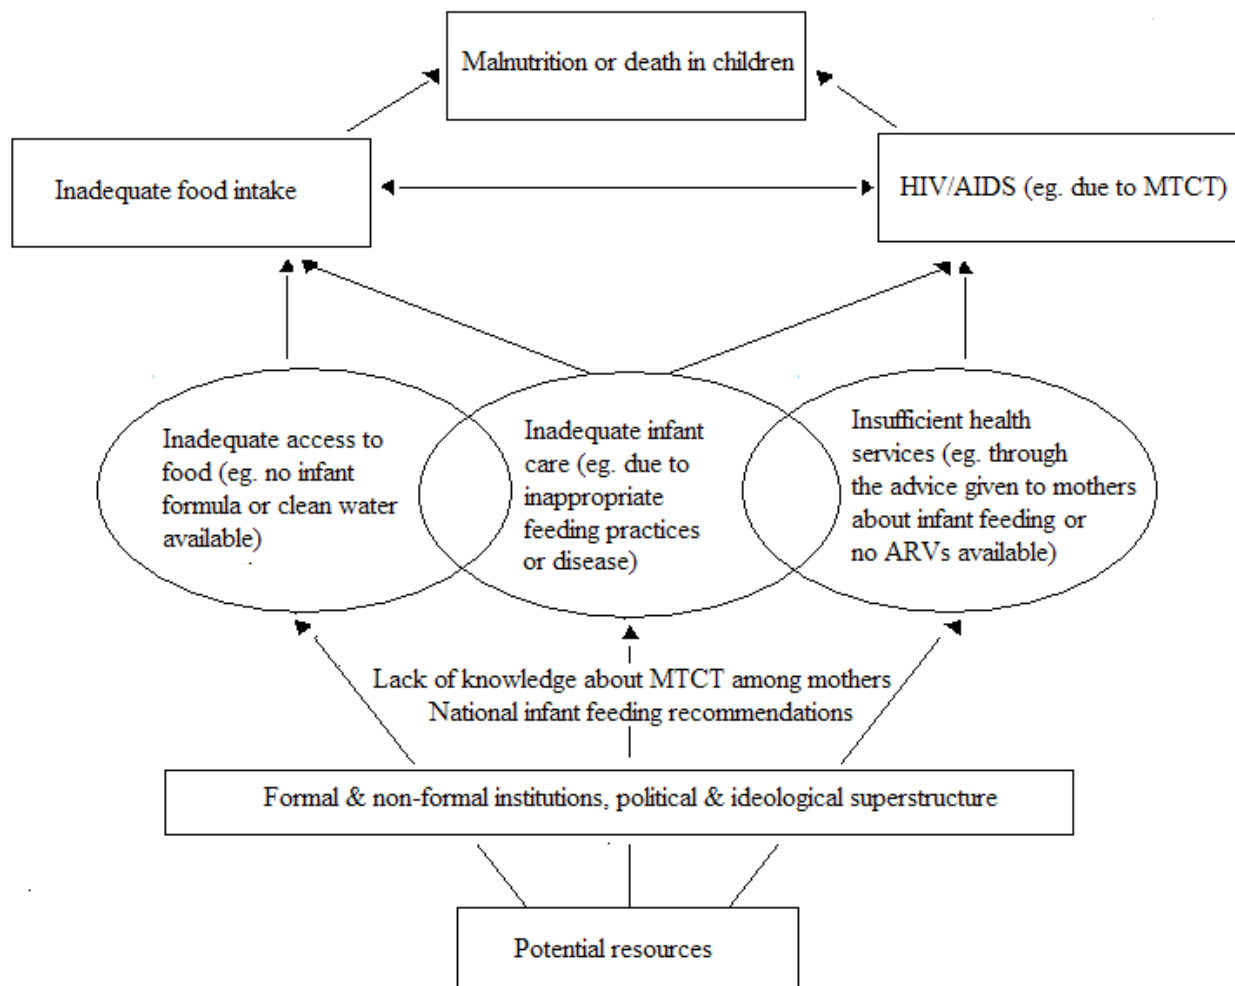 Malnutrition or death in children
Inadequate food intake
HIV/AIDS (eg. due to MTCT)
Inadequate access to
food (eg. no infant
formula or clean water
available)
Inadequate infant
care (eg. due to
inappropriate
feeding practices
or disease)
Insufficient health
services (eg. through
the advice given to mothers
about infant feeding or
no ARVs available)
Lack of knowledge about MTCT among mothers
National infant feeding recommendations
Formal & non-formal institutions, political & ideological superstructure
Potential resources